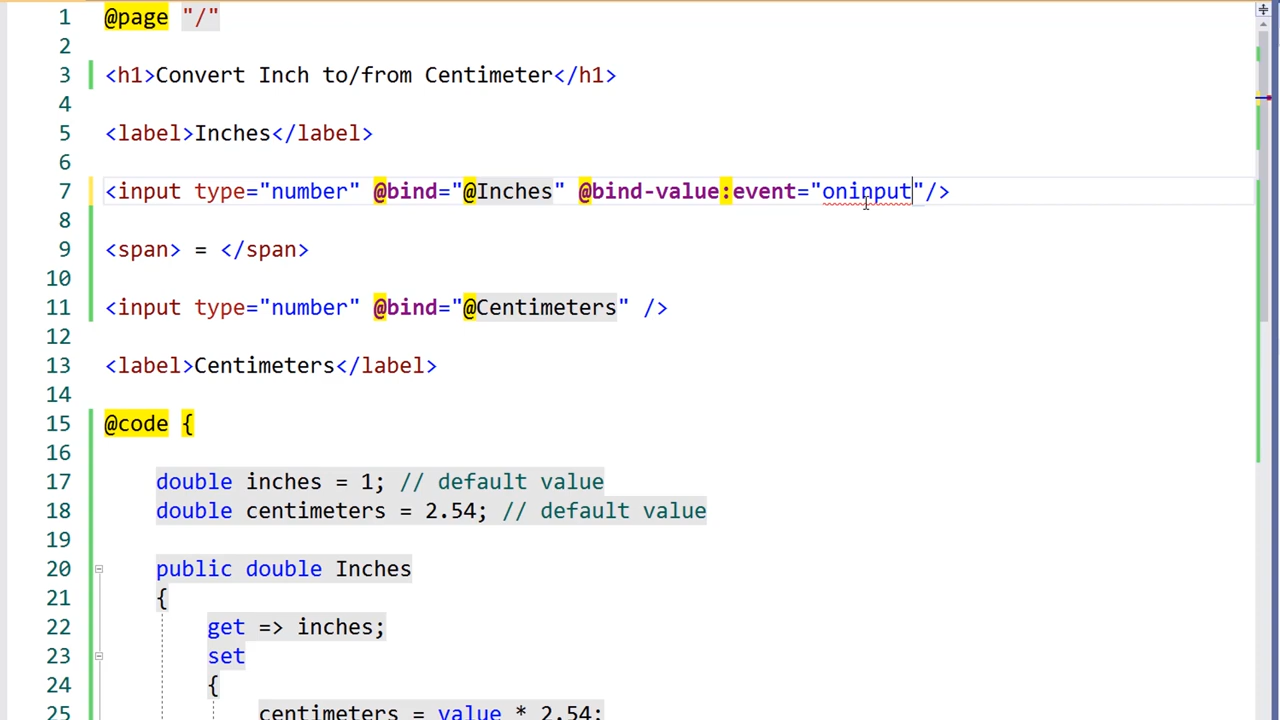 1 @page "/"
2
3 <h1>Convert Inch to/from Centimeter</h1>
4
5 <label>Inches</label>
6
7 <input type="number" @bind="@Inches" @bind-value:event="oninput"/>
8
9 <span> = </span>
10
11 <input type="number" @bind="@Centimeters" />
12
13 <label>Centimeters</label>
14
15 @code {
16
17 double inches = 1; // default value
18 double centimeters = 2.54; // default value
19
20 public double Inches
21 {
22 get => inches;
23 set
24 {
25 centimeters = value * 2.54;